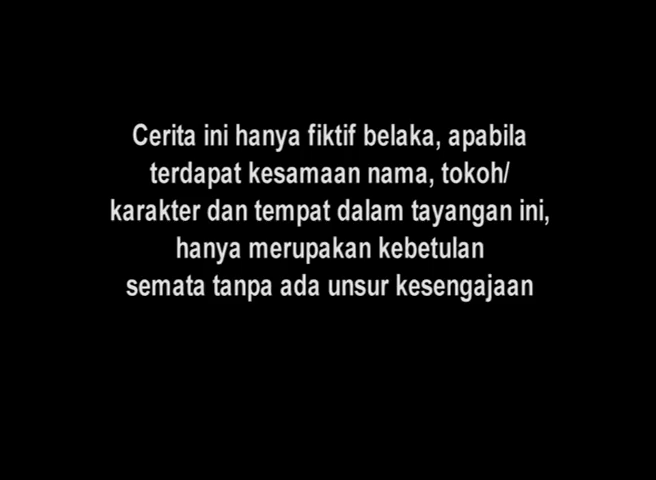 Cerita ini hanya fiktif belaka, apabila
terdapat kesamaan nama, tokoh/
karakter dan tempat dalam tayangan ini,
hanya merupakan kebetulan
semata tanpa ada unsur kesengajaan